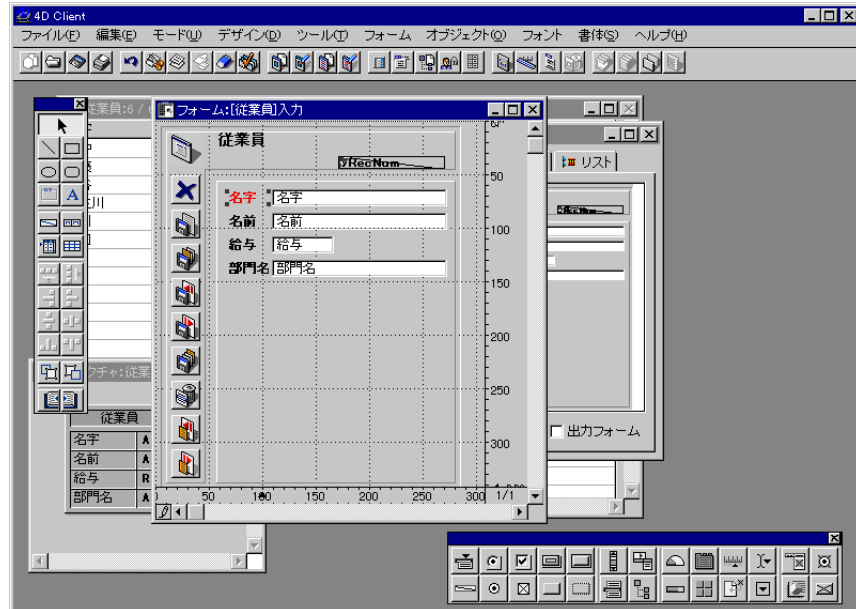 4D Client
ファイル(F) 編集(E) モード(U) デザイン(D) ツール(T) フォーム オブジェクト(O) フォント 書体(S) ヘルプ(H)
従業員:6 /
フォーム:[従業員]入力
従業員
リスト
50
名字 名字
名前 名前
100
給与 給与
部門名 部門名
150
200
クチャ:従業
250
従業員
出力フォーム
名字 A
300
名前 A
給与 R
部門名 A
50 100 150 200 250 300 1/1